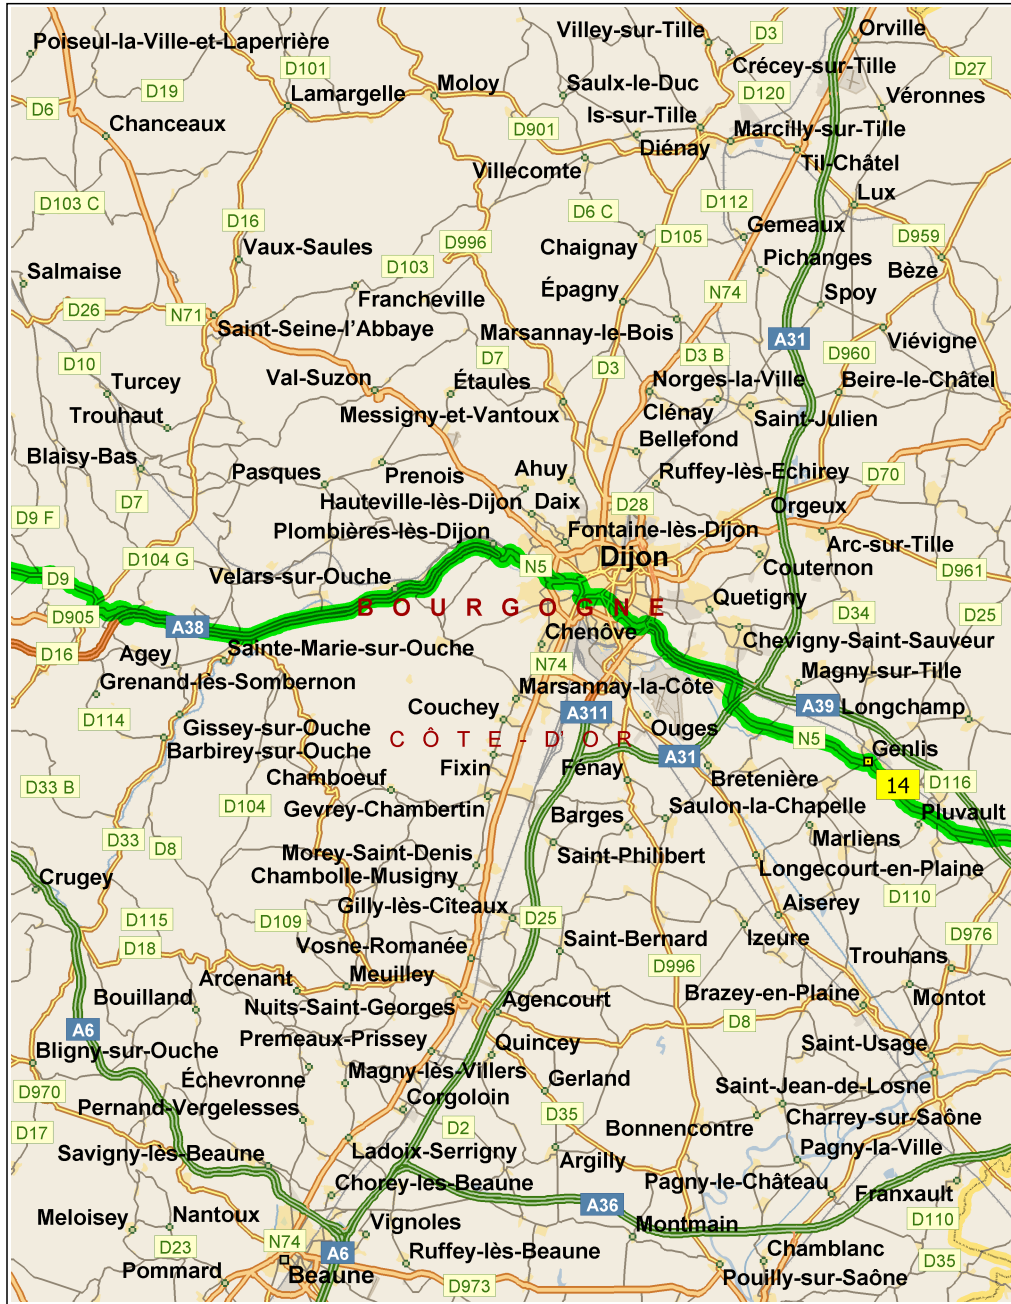 Villey-sur-Tille
D3
Orville
Poiseul-la-Ville-et-Laperrière
D101
Crécey-sur-Tille
D27
D19
Lamargelle
Moloy
Saulx-le-Duc
D120
Véronnes
D6
Is-sur-Tille
Chanceaux
D901
Diénay
Marcilly-sur-Tille
Villecomte
Til-Châtel
D103 C
D112
Lux
D16
D6 C
Gemeaux
Vaux-Saules
D996
Chaignay
D105
D959
D103
Pichanges
Bèze
Salmaise
Francheville
Épagny
N74
Spoy
D26
N71
Saint-Seine-l'Abbaye
Marsannay-le-Bois
A31
Viévigne
D10
D7
D3
D3 B
D960
Turcey
Val-Suzon
Étaules
Norges-la-Ville
Beire-le-Châtel
Trouhaut
Messigny-et-Vantoux
Clénay
Saint-Julien
Bellefond
Blaisy-Bas
Pasques
Prenois
Ahuy
Ruffey-lès-Echirey
D70
D7
Hauteville-lès-Dijon
Daix
D28
Orgeux
D9 F
Plombières-lès-Dijon
Fontaine-lès-Dijon
Arc-sur-Tille
D104 G
Dijon
N5
Couternon
D961
D9
Velars-sur-Ouche
Quetigny
BOURGOGNE
D34
D25
D905
A38
Chenôve
Chevigny-Saint-Sauveur
D16
Agey
Sainte-Marie-sur-Ouche
N74
Magny-sur-Tille
Grenand-lès-Sombernon
Marsannay-la-Côte
A39
Longchamp
D114
Couchey
A311
Gissey-sur-Ouche
Ouges
N5
Barbirey-sur-Ouche
CÔTE-D'OR
Genlis
Fixin
Fénay
A31
Chamboeuf
Bretenière
D116
14
D33 B
D104
Gevrey-Chambertin
Saulon-la-Chapelle
Barges
Pluvault
D33
D8
Marliens
Morey-Saint-Denis
Saint-Philibert
Longecourt-en-Plaine
Crugey
Chambolle-Musigny
D110
Gilly-lès-Cîteaux
Aiserey
D115
D109
D25
D18
Vosne-Romanée
Saint-Bernard
Izeure
D976
Trouhans
Arcenant
Meuilley
D996
Bouilland
Nuits-Saint-Georges
Agencourt
Brazey-en-Plaine
Montot
A6
D8
Bligny-sur-Ouche
Premeaux-Prissey
Quincey
Saint-Usage
Échevronne
Magny-lès-Villers
Gerland
Saint-Jean-de-Losne
D970
Pernand-Vergelesses
Corgoloin
D35
Charrey-sur-Saône
D17
D2
Bonnencontre
Savigny-lès-Beaune
Ladoix-Serrigny
Argilly
Pagny-la-Ville
Chorey-les-Beaune
Pagny-le-Château
Franxault
A36
Meloisey
Nantoux
Vignoles
Montmain
D110
D23
N74
A6
Ruffey-lès-Beaune
Chamblanc
D35
Pommard
Beaune
D973
Pouilly-sur-Saône